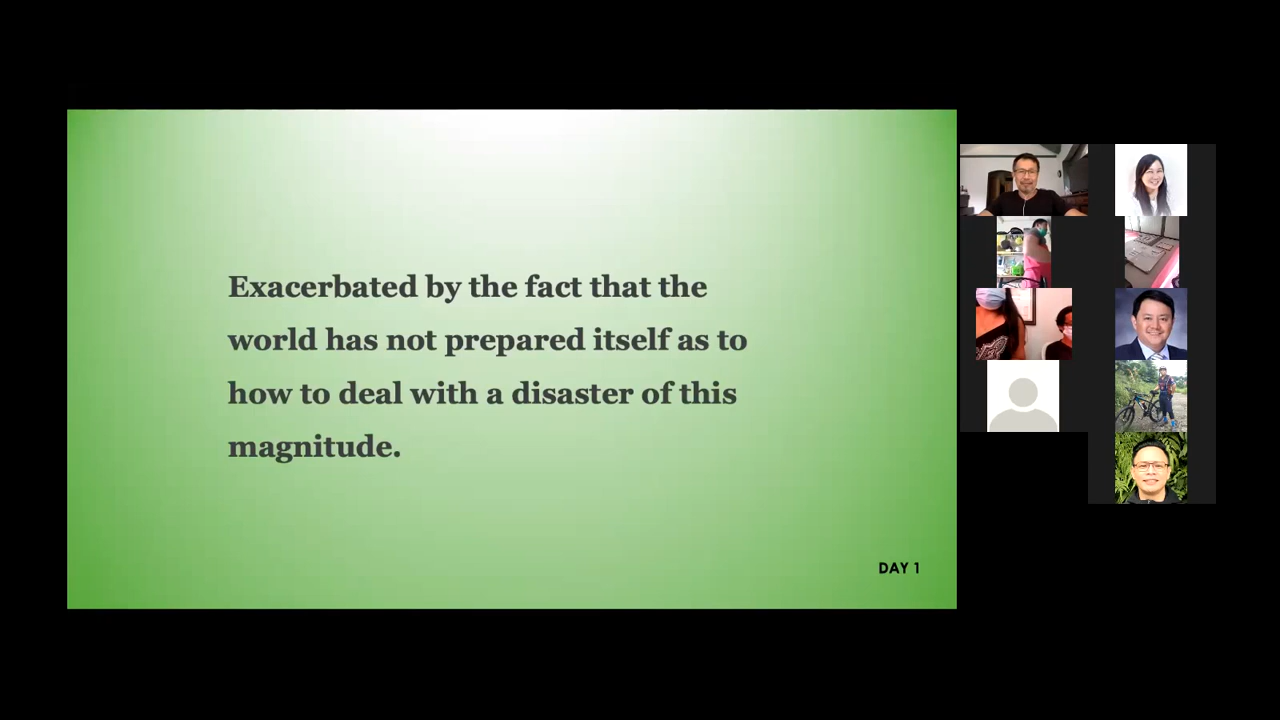 Exacerbated by the fact that the
world has not prepared itself as to
how to deal with a disaster of this
magnitude.
DAY 1